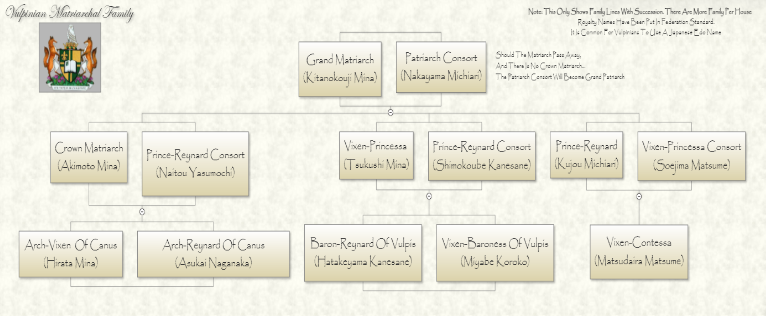 Vulpinian Matriarchal Family
Note: This Only Shows Family Lines With Succession. There Are More Family Per House
Royalty Names Have Been Put In Federation Standard.
It Is Common For Vulpinians To Use A Japanese Edo Name
Grand Matriarch
(Kitanokouji Mina)
Patriarch Consort
(Nakayama Michian)
Should The Matriarch Pass Away,
And There Is No Crown Matriarch...
The Patriarch Consort Will Become Grand Patriarch
Crown Matriarch
(Akimoto Mina)
Prince-Reynard Consort
(Naitou Yasumochi)
Vixen-Princessa
(Tsukushi Mina)
Prince-Reynard Consort
(Shimokoube Kanesane)
Prince-Reynard
(Kujou Michian)
Vixen-Princessa Consort
(Soejima Matsume)
Arch-Vixen Of Canus
(Hirata Mina)
Arch-Reynard Of Canus
(Asukai Naganaka)
Baron-Reynard Of Vulpis
(Hatakeyama Kanesane)
Vixen-Baroness Of Vulpis
(Miyabe Koroko)
Vixen-Contessa
(Matsudaira Matsume)